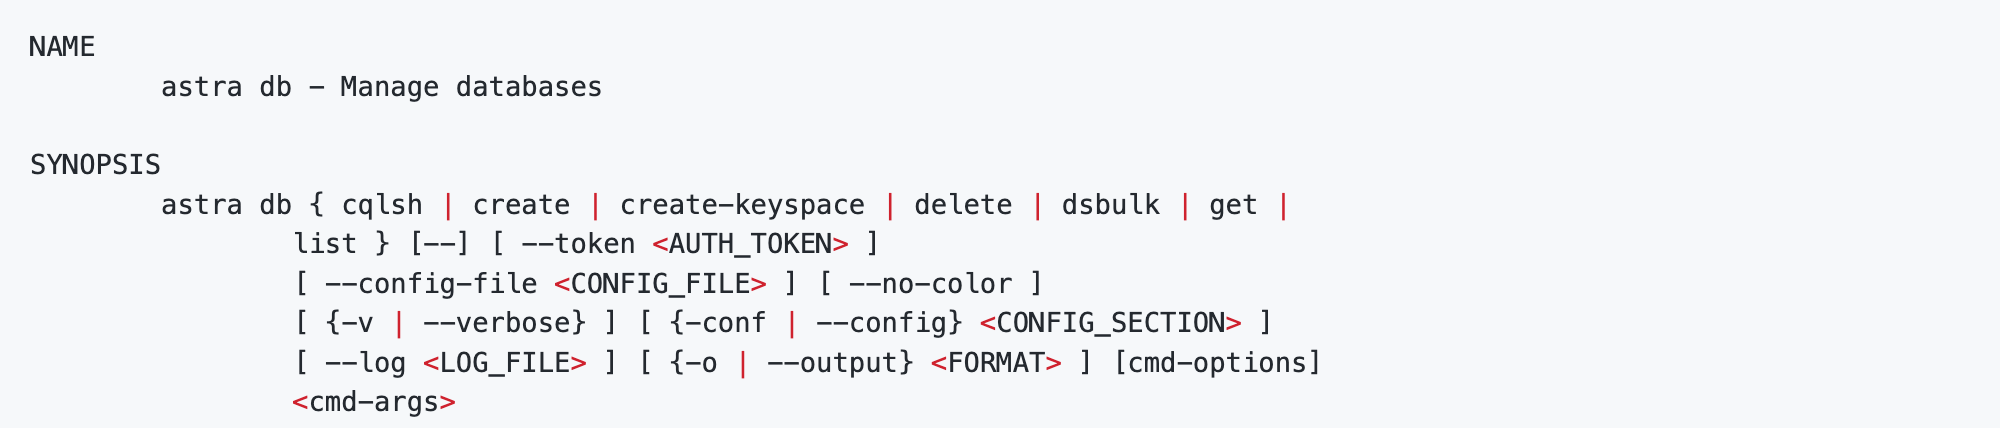 NAME
astra db - Manage databases
SYNOPSIS
astra db { cqlsh | create | create-keyspace | delete | dsbulk | get |
list } [--] [ --token <AUTH_TOKEN> ]
[ --config-file <CONFIG_FILE> ] [ --no-color ]
[ {-v | --verbose} ] [ {-conf | --config} <CONFIG_SECTION> ]
[ --log <LOG_FILE> ] [ {-o | --output} <FORMAT> ] [cmd-options]
<cmd-args>